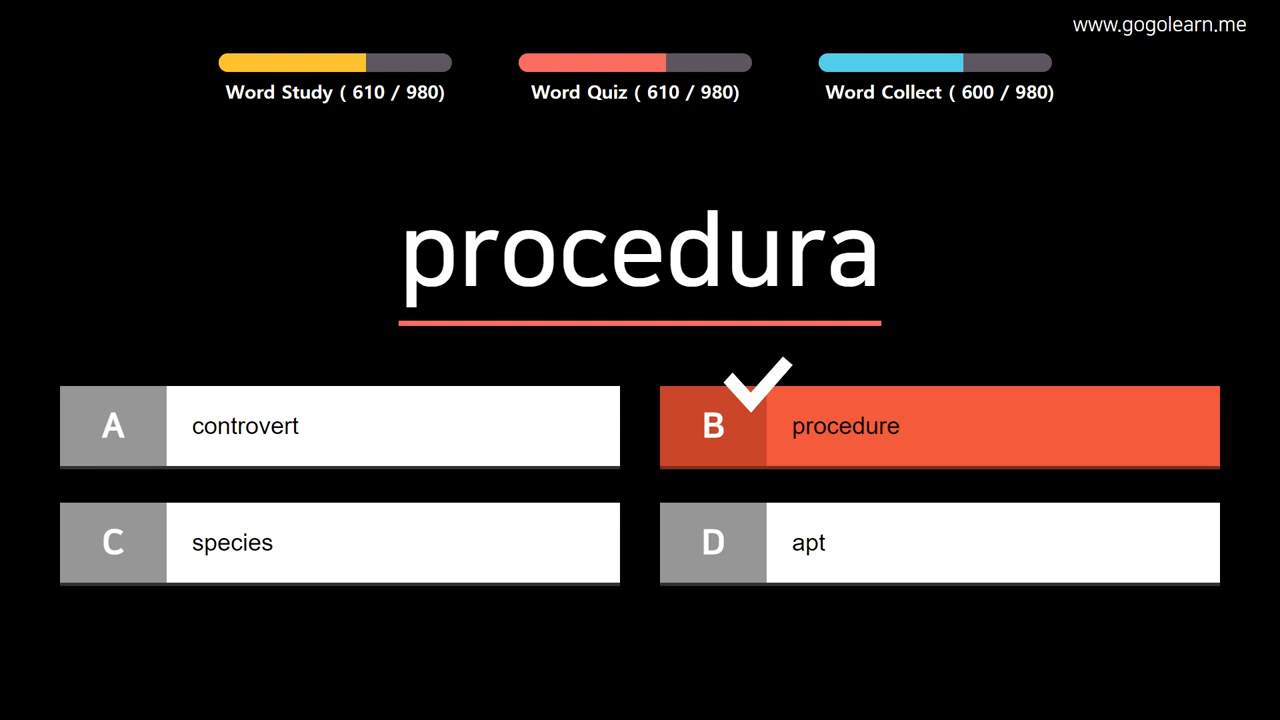 www.gogolearn.me
Word Study ( 610 / 980)
Word Quiz ( 610 / 980)
Word Collect ( 600 / 980)
procedura
A
controvert
B
procedure
C
species
D
apt